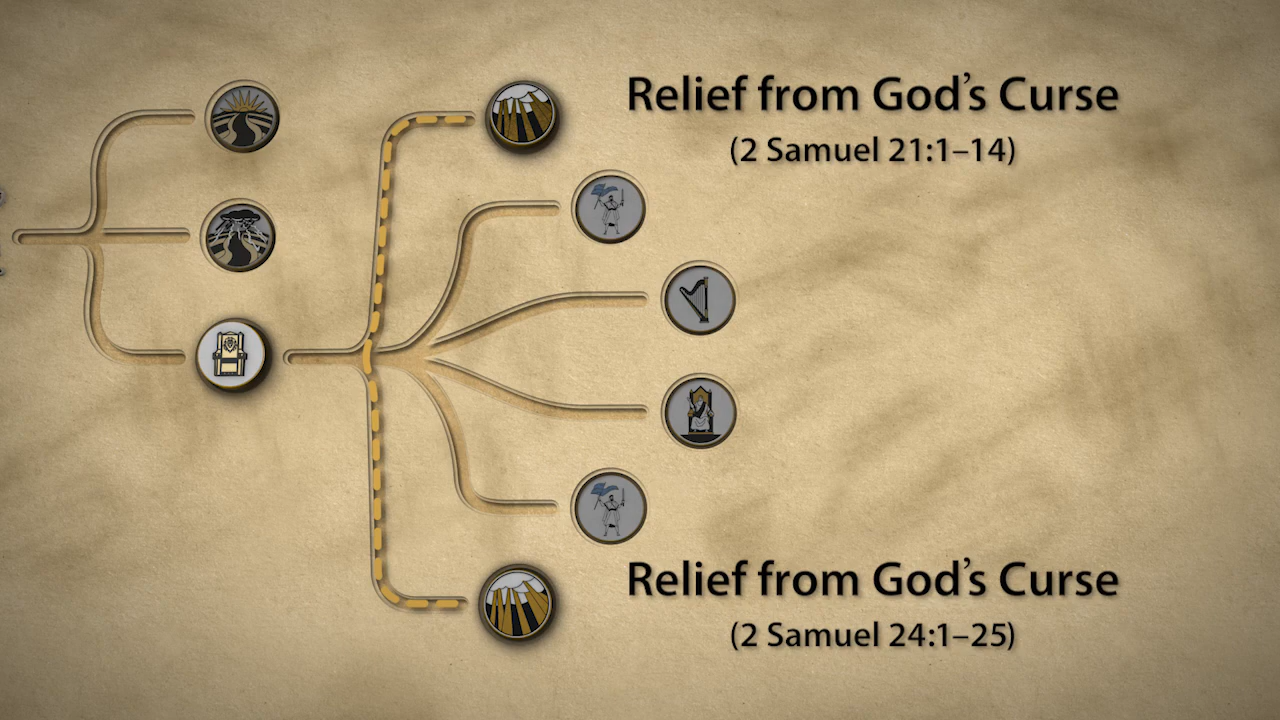 Relief from God’s Curse
(2 Samuel 21:1–14)
Relief from God’s Curse
(2 Samuel 24:1–25)